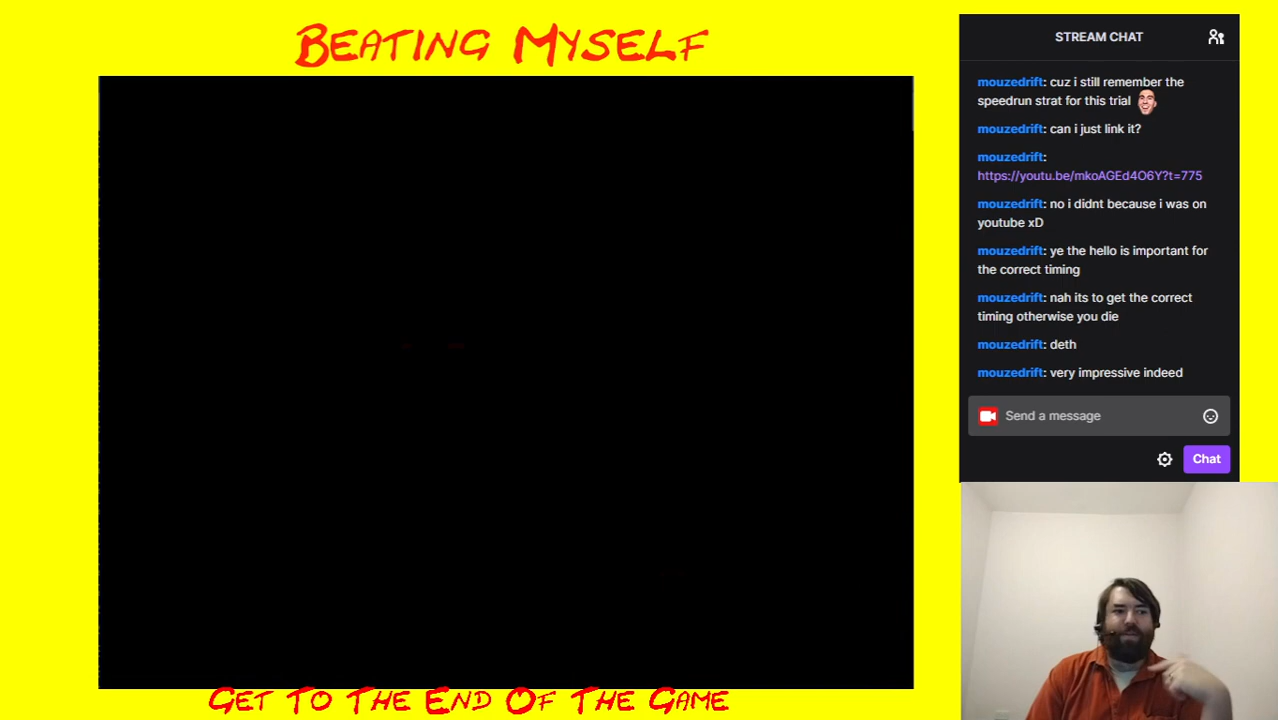 Beating Myself
STREAM CHAT
mouzedrift: cuz i still remember the
speedrun strat for this trial
mouzedrift: can i just link it?
mouzedrift:
https://youtu.be/mkoAGEd4O6Y?t=775
mouzedrift: no i didnt because i was on
youtube xD
mouzedrift: ye the hello is important for
the correct timing
mouzedrift: nah its to get the correct
timing otherwise you die
mouzedrift: deth
mouzedrift: very impressive indeed
Send a message
Chat
Get To The End Of The Game